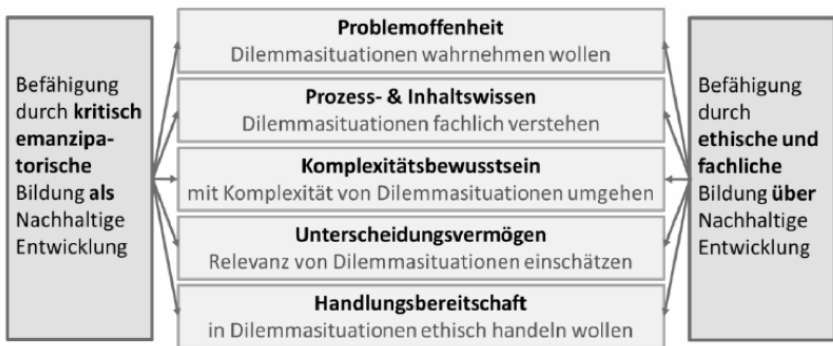 Befähigung
durch kritisch
emanzipa-
torische
Bildung als
Nachhaltige
Entwicklung
Problemoffenheit
Dilemmasituationen wahrnehmen wollen
Prozess- & Inhaltswissen
Dilemmasituationen fachlich verstehen
Komplexitätsbewusstsein
mit Komplexität von Dilemmasituationen umgehen
Unterscheidungsvermögen
Relevanz von Dilemmasituationen einschätzen
Handlungsbereitschaft
in Dilemmasituationen ethisch handeln wollen
Befähigung
durch
ethische und
fachliche
Bildung über
Nachhaltige
Entwicklung